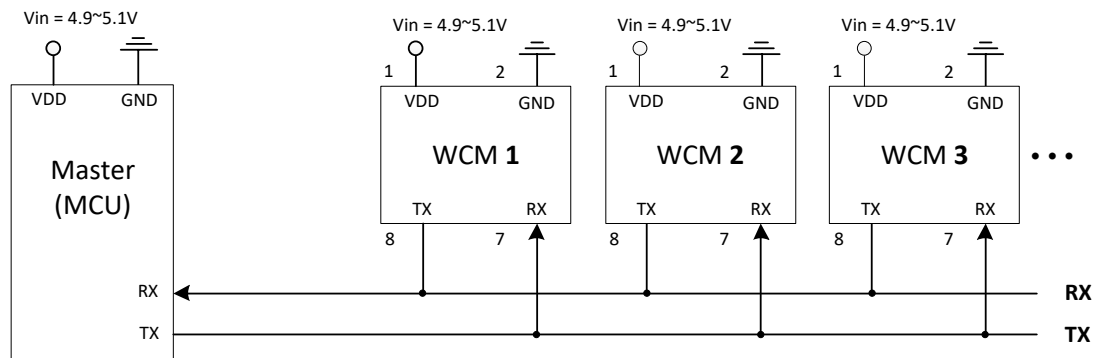 Vin = 4.9~5.1V
Vin = 4.9~5.1V
Vin = 4.9~5.1V
Vin = 4.9~5.1V
1
2
1
2
1
2
VDD
GND
VDD
GND
VDD
GND
VDD
GND
Master
(MCU)
WCM 1
WCM 2
WCM 3
TX
RX
TX
RX
TX
RX
8
7
8
7
8
7
RX
RX
TX
TX